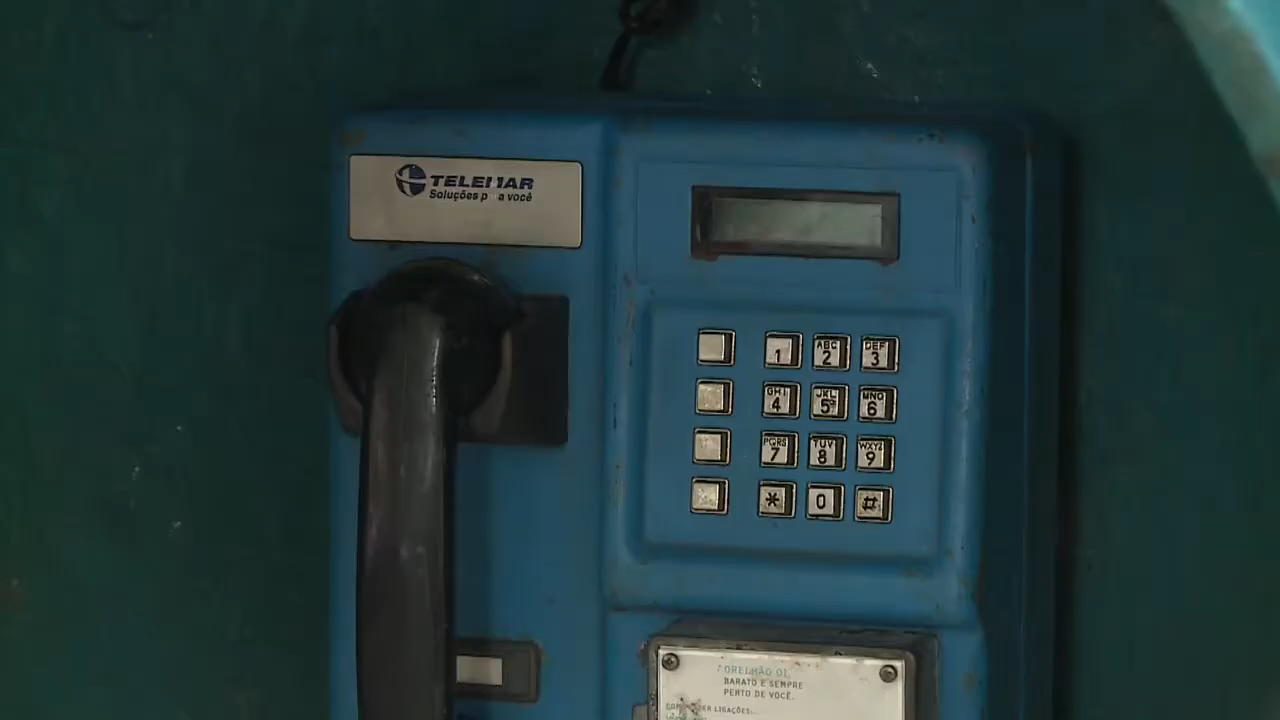 TELEMAR
Soluções p a você
1
ABC
2
DEF
3
GHI
4
JKL
5
MNO
6
PQRS
7
TUV
8
WXYZ
9
*
0
#
ORELHÃO OI,
BARATO E SEMPRE
PERTO DE VOCÊ.
LIGAÇÕES: